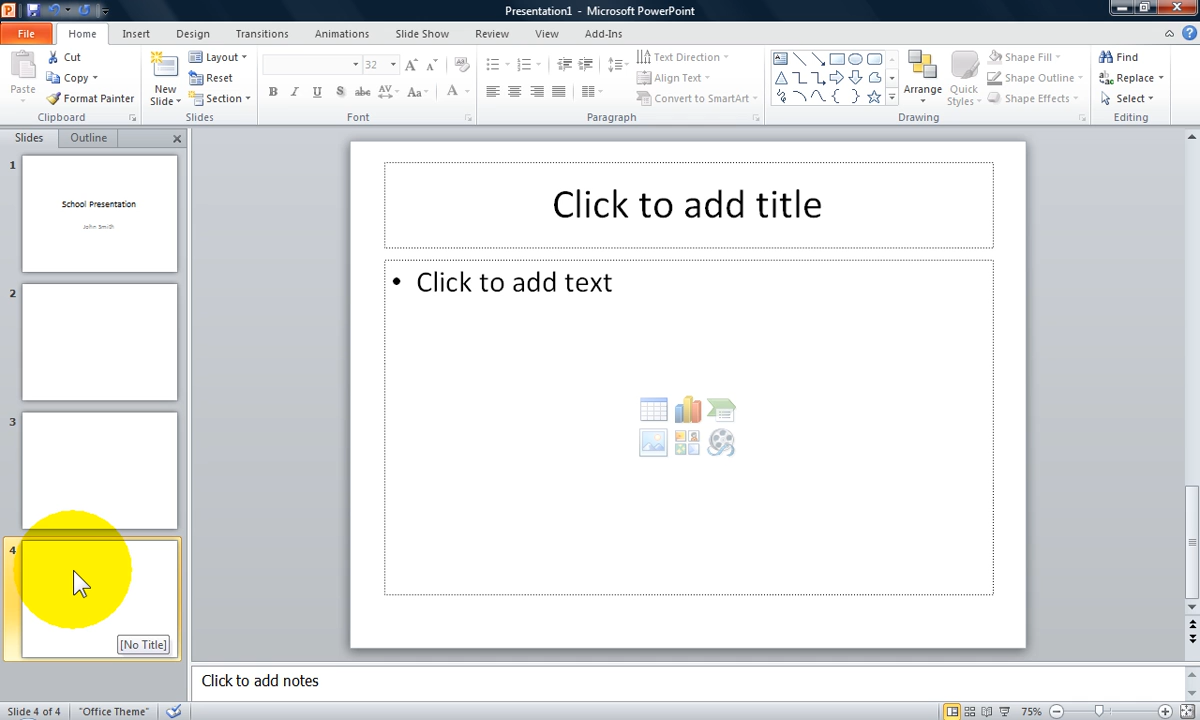 Presentation1 - Microsoft PowerPoint
File Home Insert Design Transitions Animations Slide Show Review View Add-Ins
Paste
Cut
Copy
Format Painter
Clipboard
New Slide
Layout
Reset
Section
Slides
32
Font
Text Direction
Align Text
Convert to SmartArt
Paragraph
Arrange
Quick Styles
Shape Fill
Shape Outline
Shape Effects
Drawing
Find
Replace
Select
Editing
Slides Outline
1
School Presentation
John Smith
2
3
4
[No Title]
Click to add title
• Click to add text
Click to add notes
Slide 4 of 4 "Office Theme" 75%